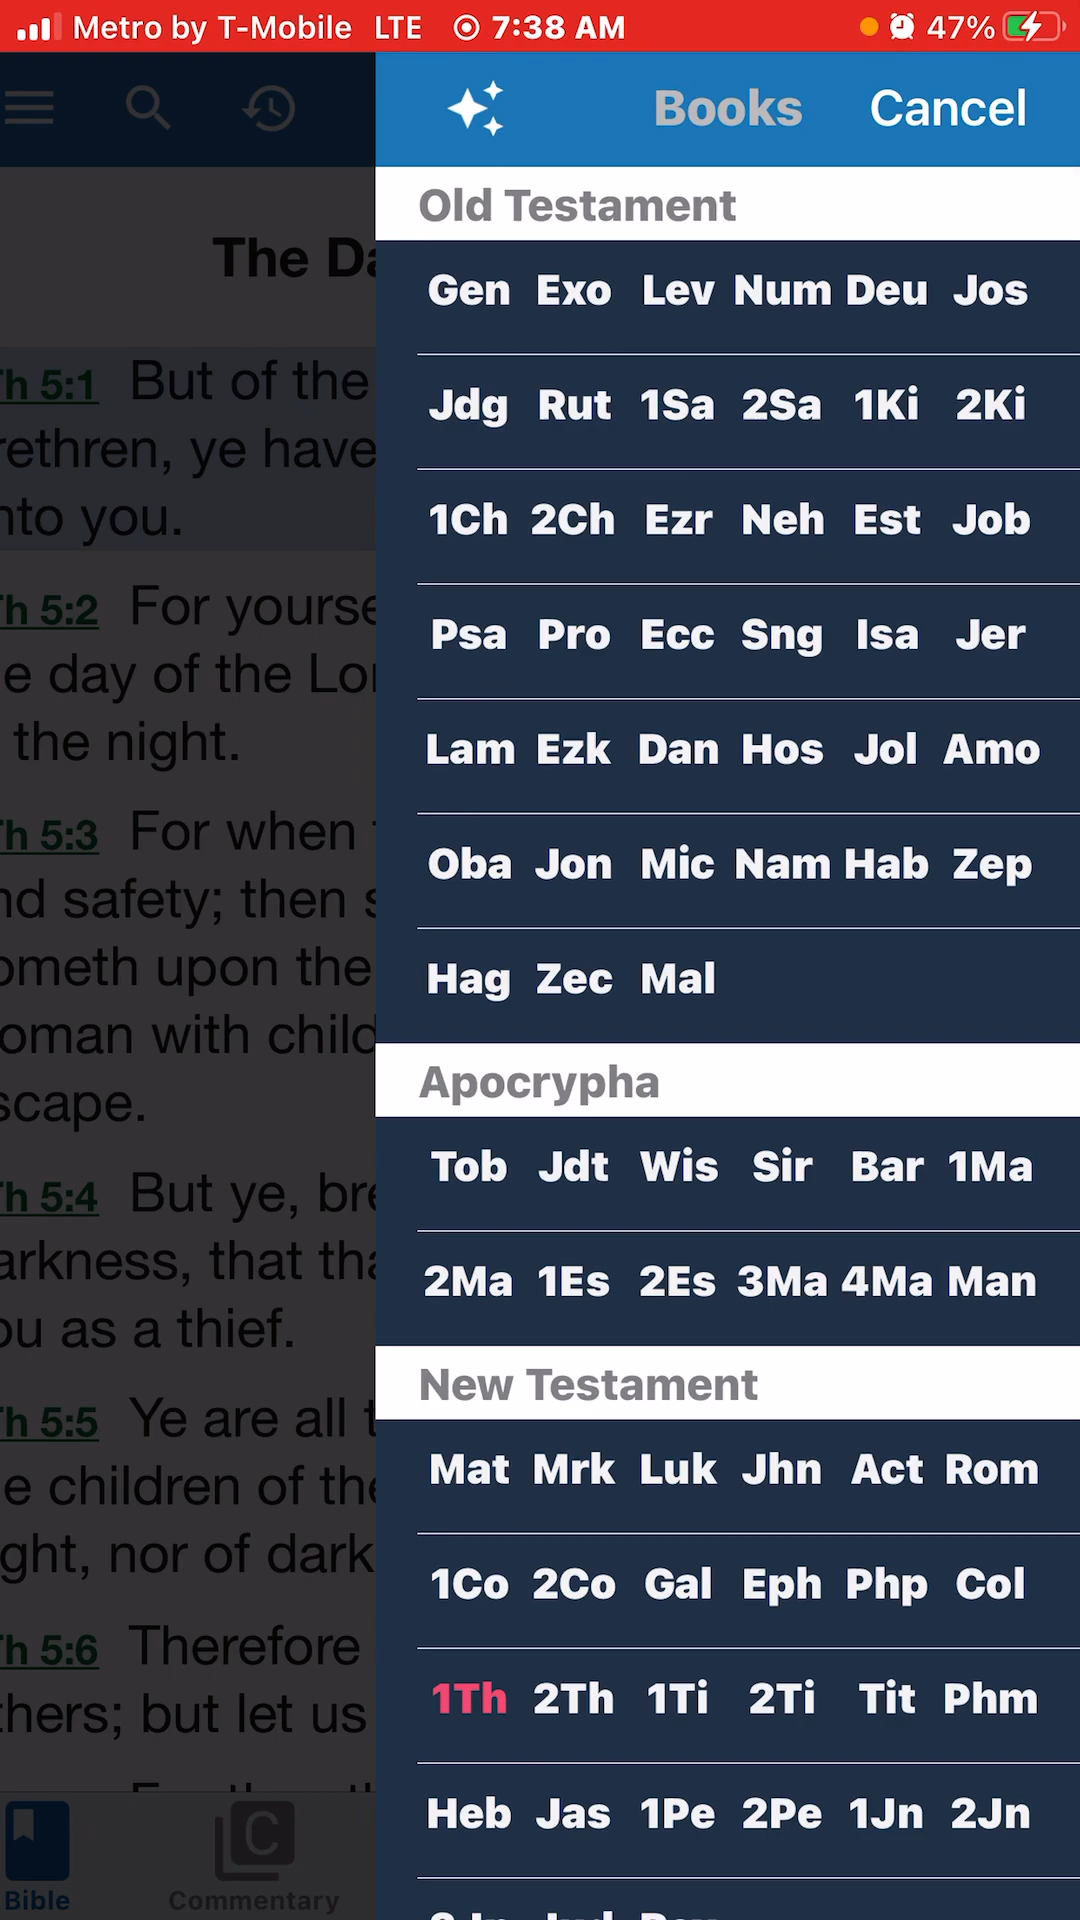 Metro by T-Mobile LTE 7:38 AM 47%
Books Cancel
Old Testament
Gen Exo Lev Num Deu Jos
Jdg Rut 1Sa 2Sa 1Ki 2Ki
1Ch 2Ch Ezr Neh Est Job
Psa Pro Ecc Sng Isa Jer
Lam Ezk Dan Hos Jol Amo
Oba Jon Mic Nam Hab Zep
Hag Zec Mal
Apocrypha
Tob Jdt Wis Sir Bar 1Ma
2Ma 1Es 2Es 3Ma 4Ma Man
New Testament
Mat Mrk Luk Jhn Act Rom
1Co 2Co Gal Eph Php Col
1Th 2Th 1Ti 2Ti Tit Phm
Heb Jas 1Pe 2Pe 1Jn 2Jn
The Da
h 5:1 But of the
rethren, ye have
nto you.
h 5:2 For yourse
e day of the Lor
the night.
h 5:3 For when
nd safety; then s
ometh upon the
oman with child
scape.
h 5:4 But ye, bre
arkness, that tha
ou as a thief.
h 5:5 Ye are all t
e children of the
ght, nor of dark
h 5:6 Therefore
thers; but let us
Bible Commentary